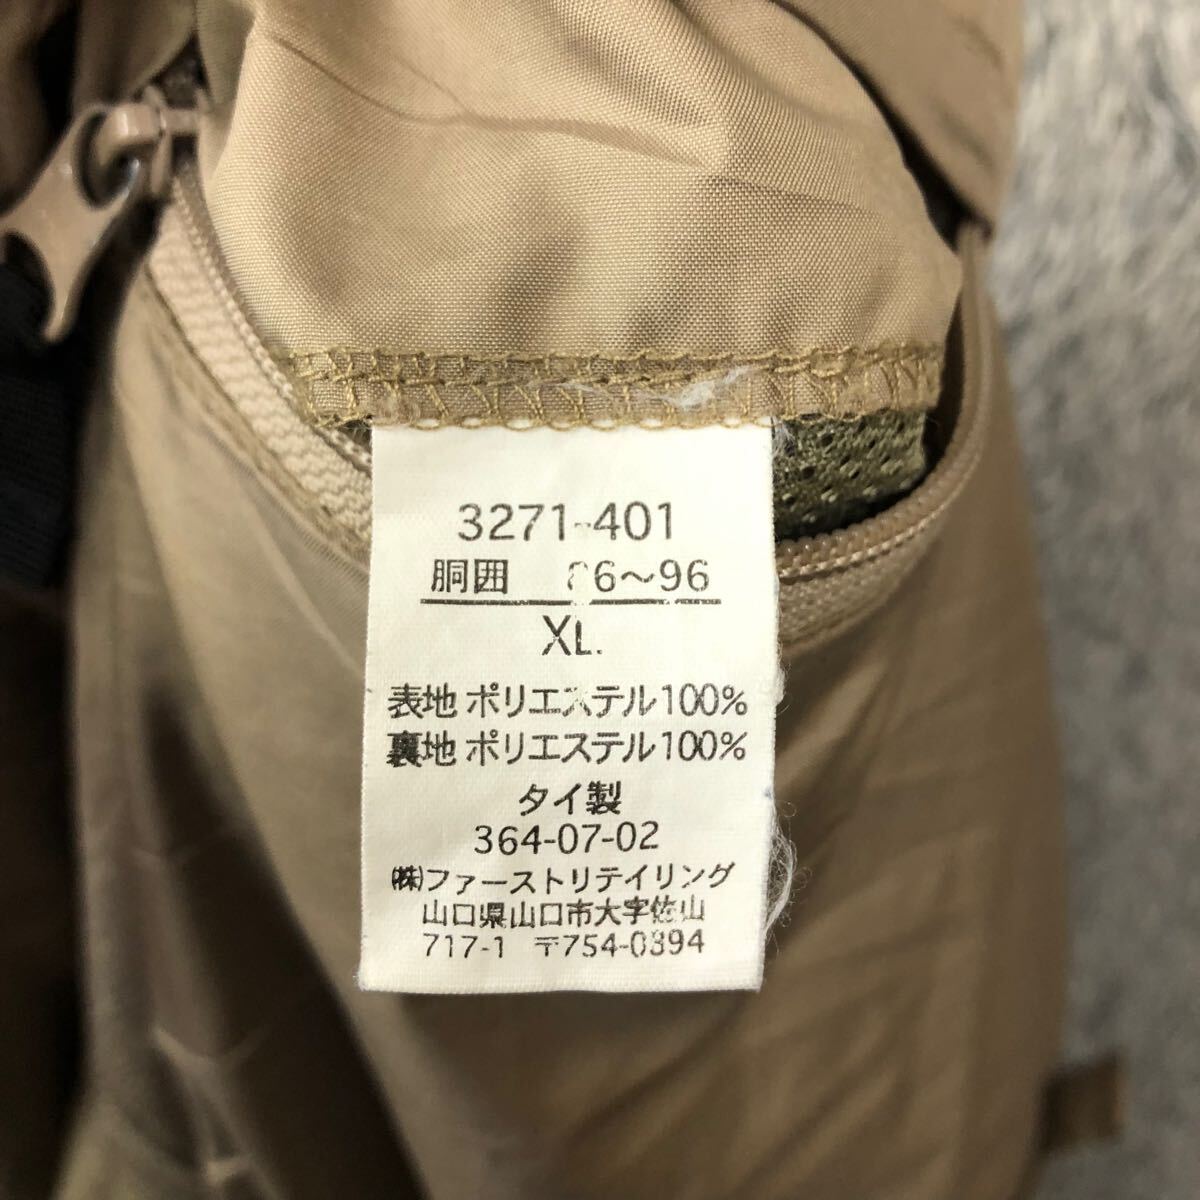 3271-401
胴囲 86〜96
XL.
表地 ポリエステル100%
裏地 ポリエステル100%
タイ製
364-07-02
㈱ファーストリテイリング
山口県山口市大字佐山
717-1 〒754-0894